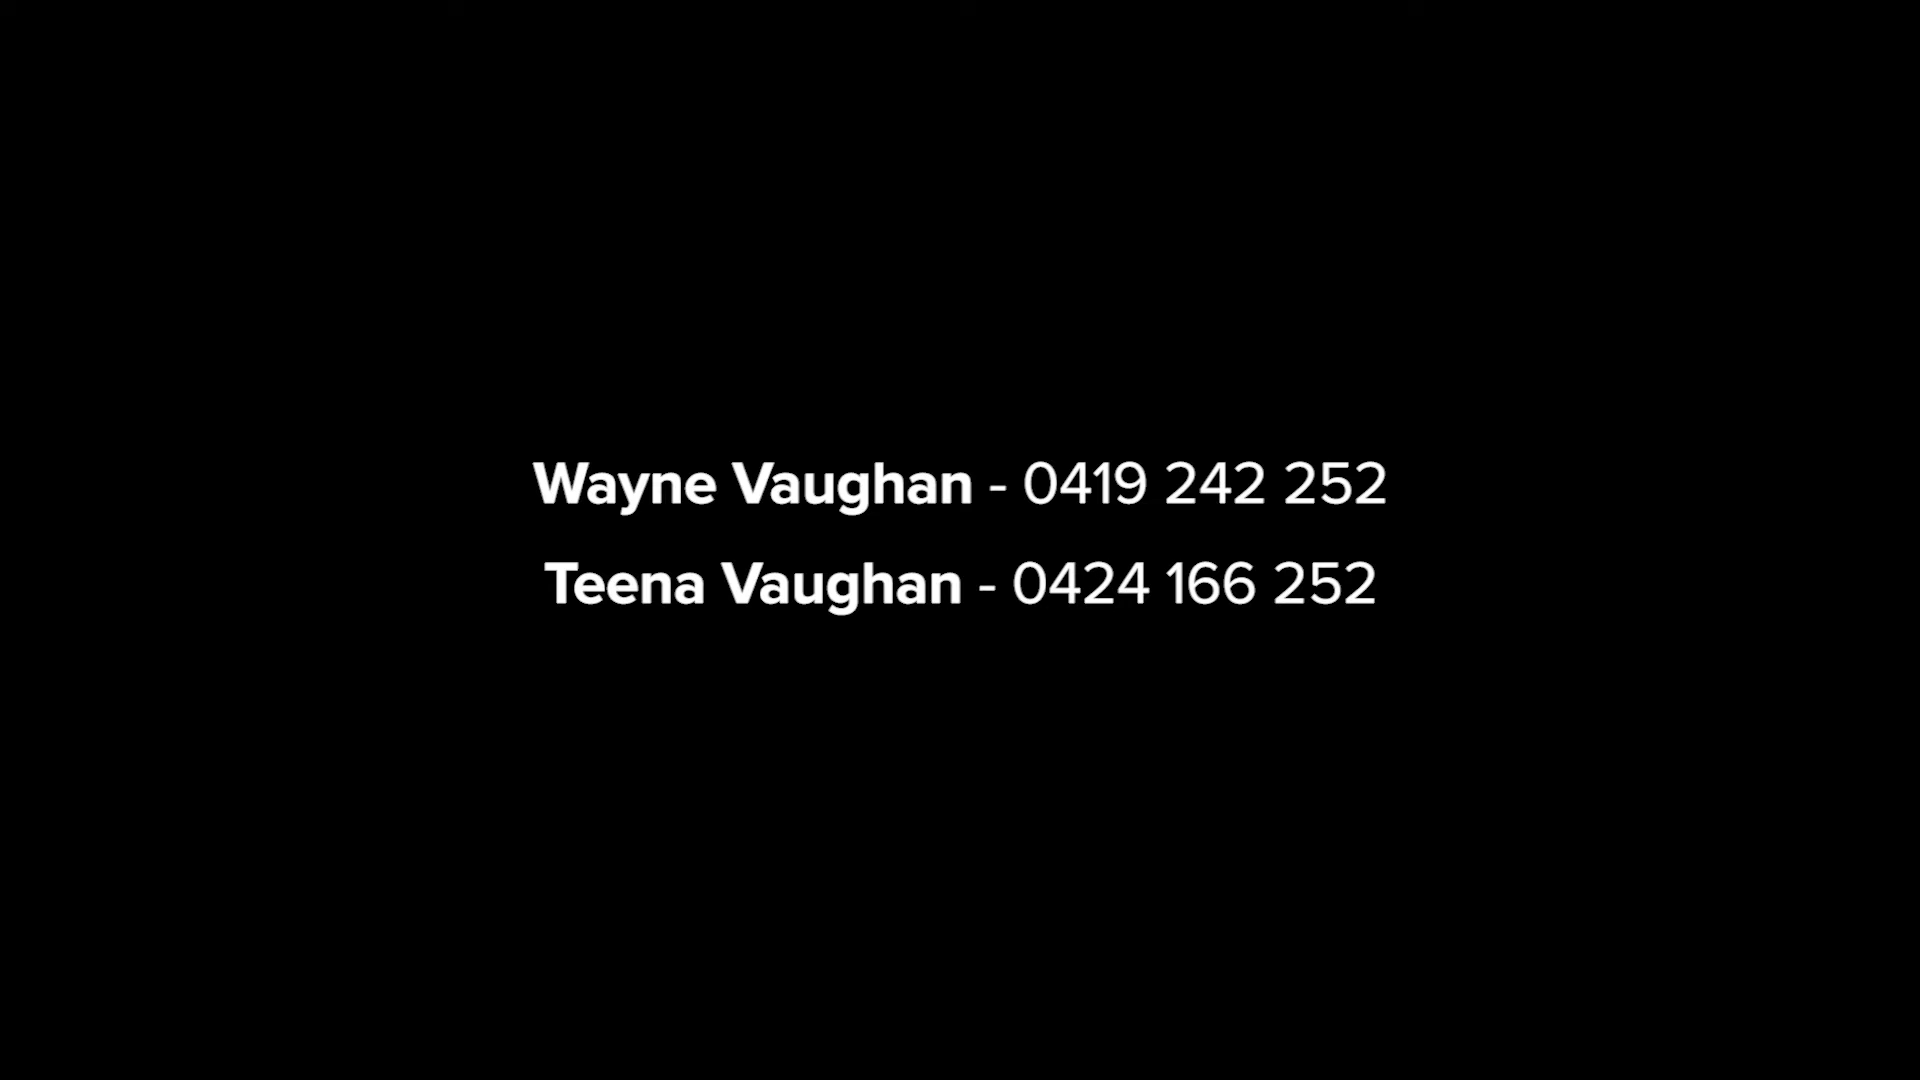 Wayne Vaughan - 0419 242 252
Teena Vaughan - 0424 166 252